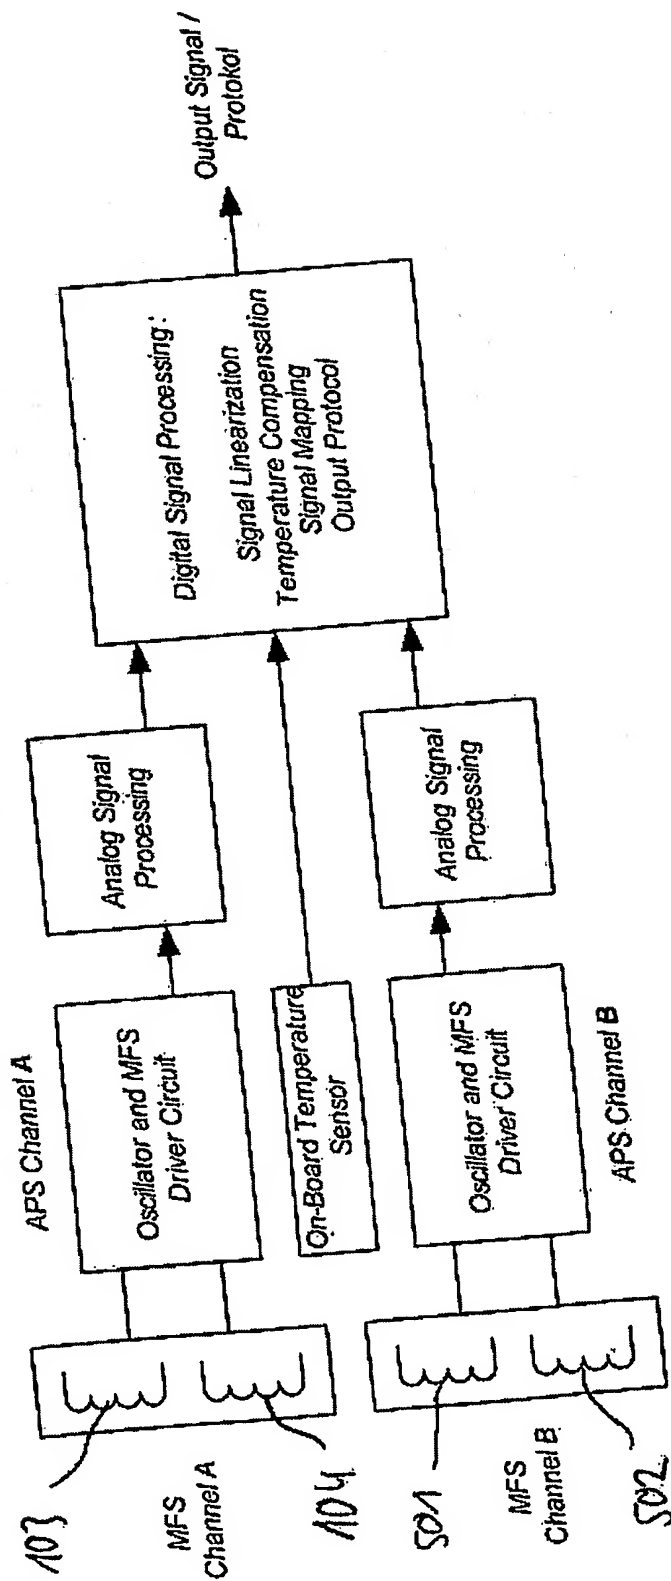 103
MFS
Channel A
104
501
MFS
Channel B
502
APS Channel A
Oscillator and MFS
Driver Circuit
On-Board Temperature
Sensor
Oscillator and MFS
Driver Circuit
APS Channel B
Analog Signal
Processing
Analog Signal
Processing
Digital Signal Processing:
Signal Linearization
Temperature Compensation
Signal Mapping
Output Protocol
Output Signal /
Protokol